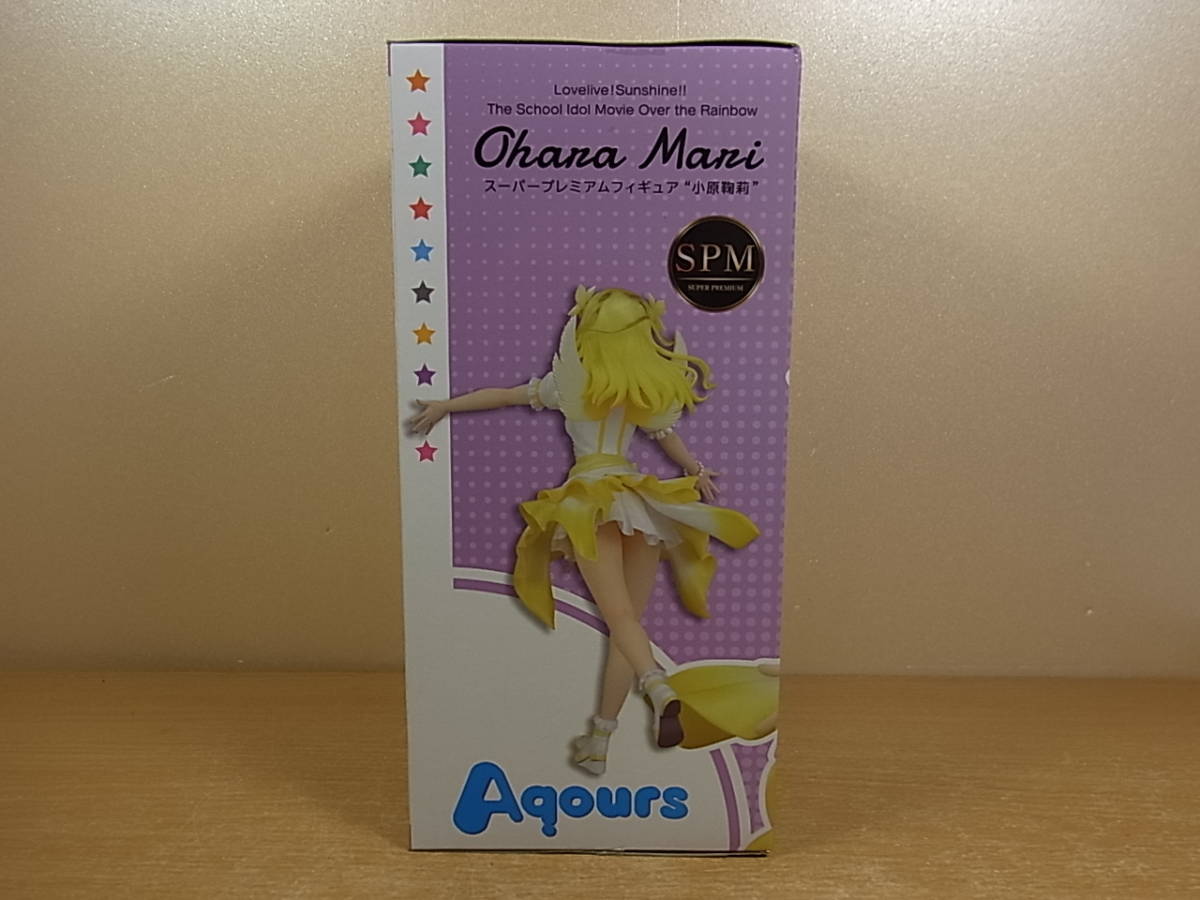 Lovelive!Sunshine!!
The School Idol Movie Over the Rainbow
Ohara Mari
スーパープレミアムフィギュア “小原鞠莉”
SPM
SUPER PREMIUM
Aqours